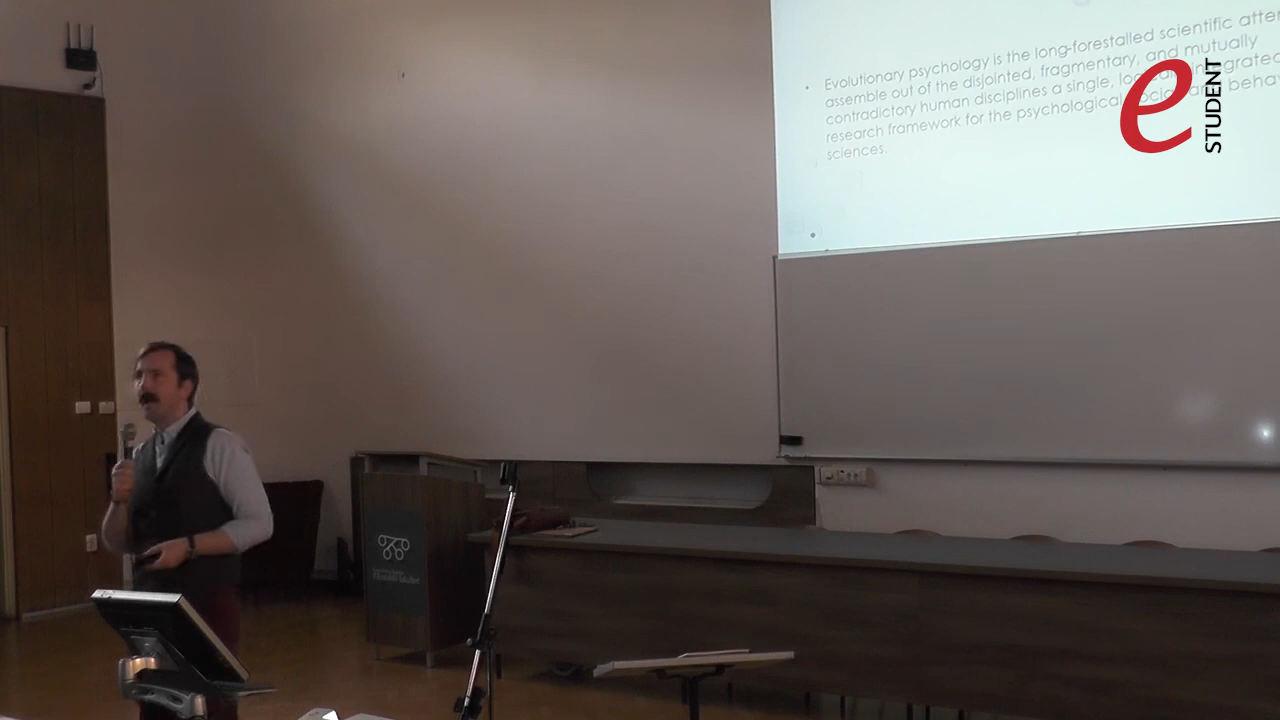 Evolutionary psychology is the long-forestalled scientific
assemble out of the disjointed, fragmentary, and mutually
contradictory human disciplines a single,
research framework for the psychological,
sciences.
e
STUDENT